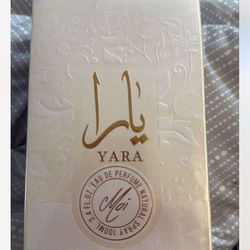 يارا
YARA
EAU DE PERFUME NATURAL SPRAY 100ML 3.4 FL.OZ.
Moi